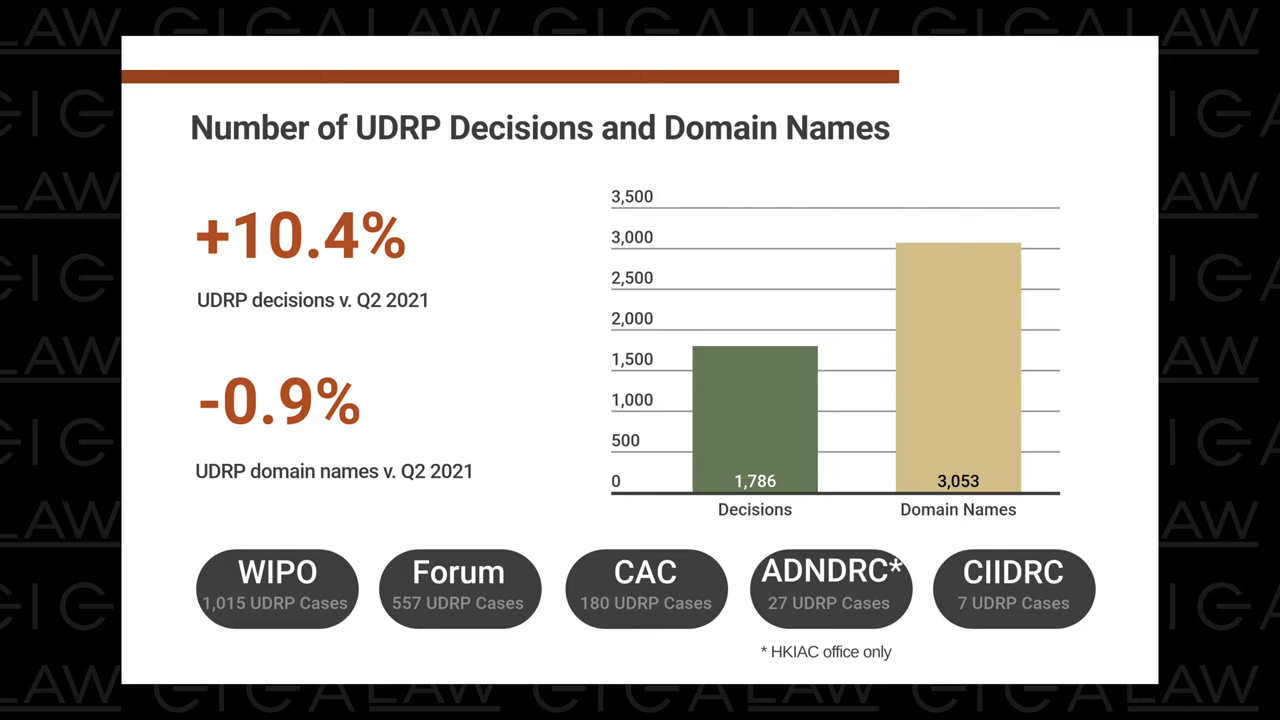 Number of UDRP Decisions and Domain Names
+10.4%
UDRP decisions v. Q2 2021
-0.9%
UDRP domain names v. Q2 2021
3,500
3,000
2,500
2,000
1,500
1,000
500
0
1,786
3,053
Decisions
Domain Names
WIPO
1,015 UDRP Cases
Forum
557 UDRP Cases
CAC
180 UDRP Cases
ADNDRC*
27 UDRP Cases
CIIDRC
7 UDRP Cases
* HKIAC office only
GIGALAW